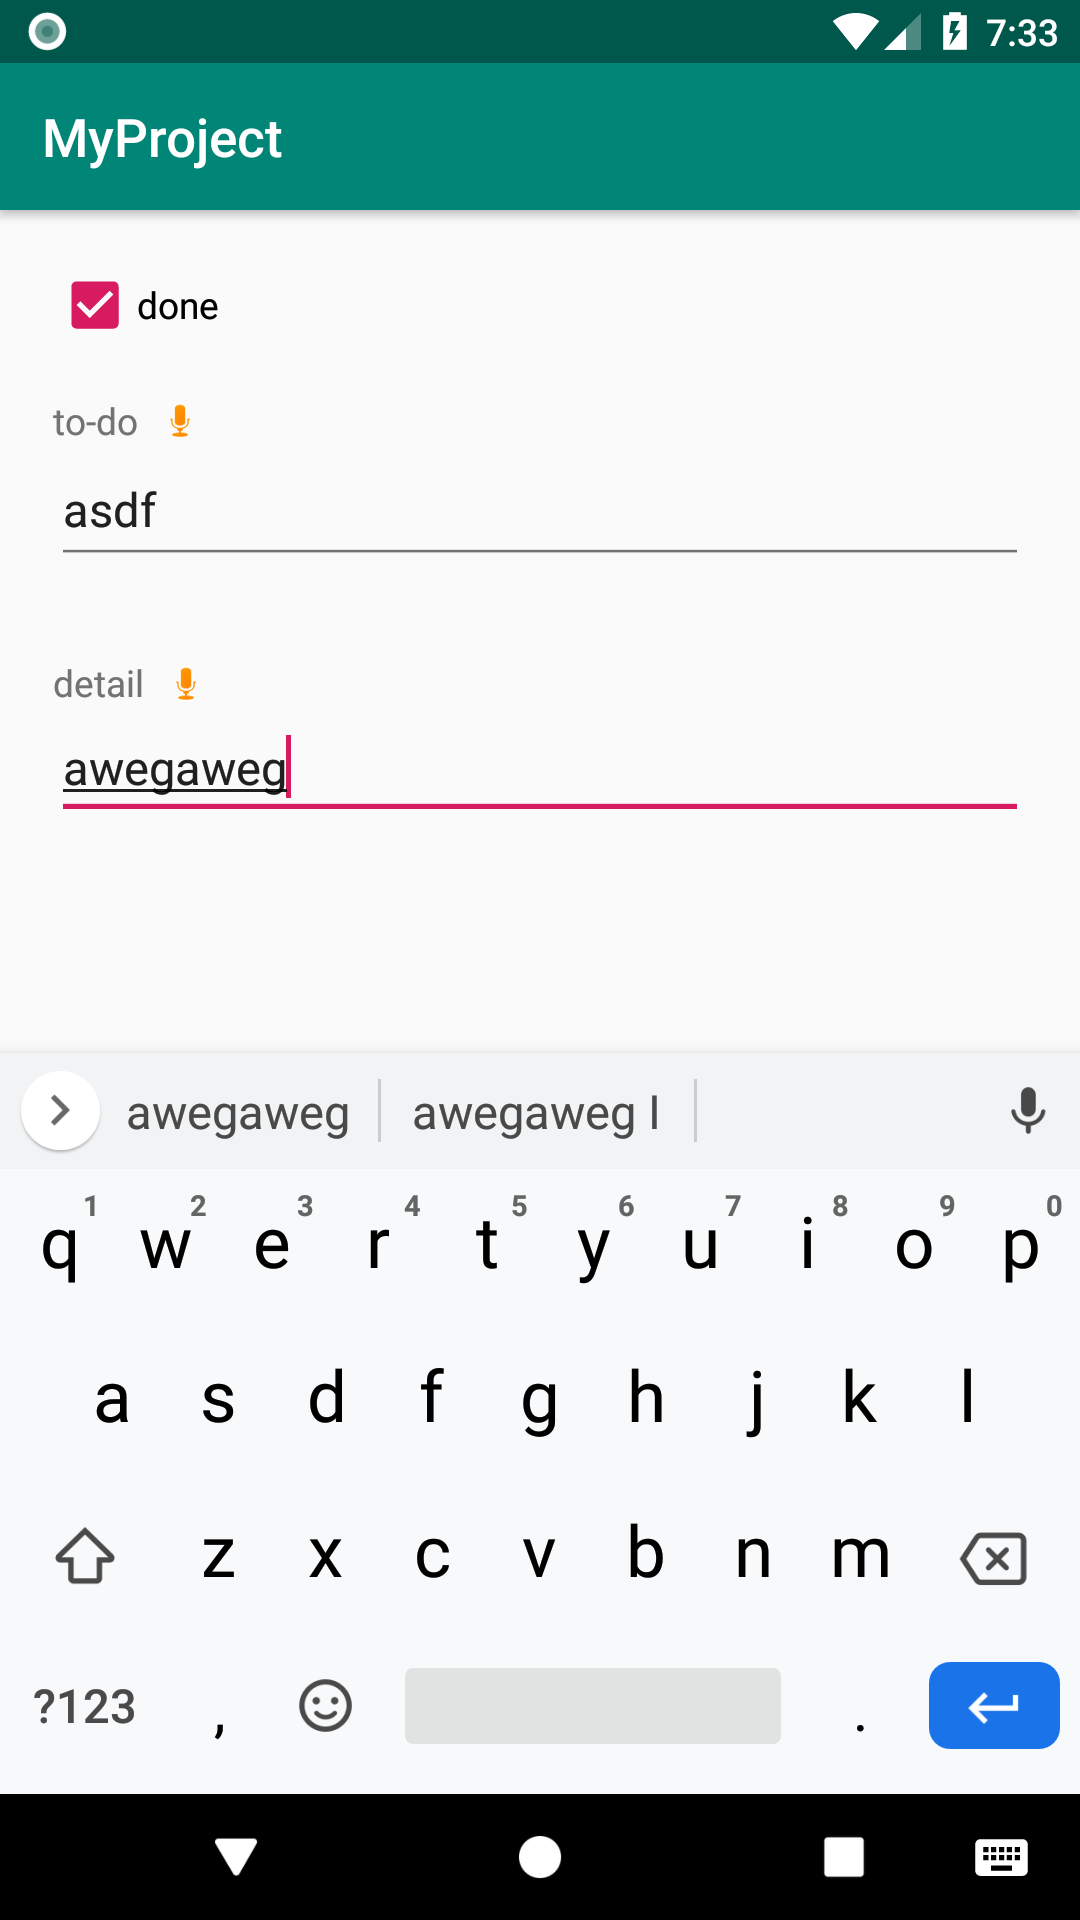 7:33
MyProject
done
to-do
asdf
detail
awegaweg
awegaweg awegaweg I
1 2 3 4 5 6 7 8 9 0
q w e r t y u i o p
a s d f g h j k l
z x c v b n m
?123 , .